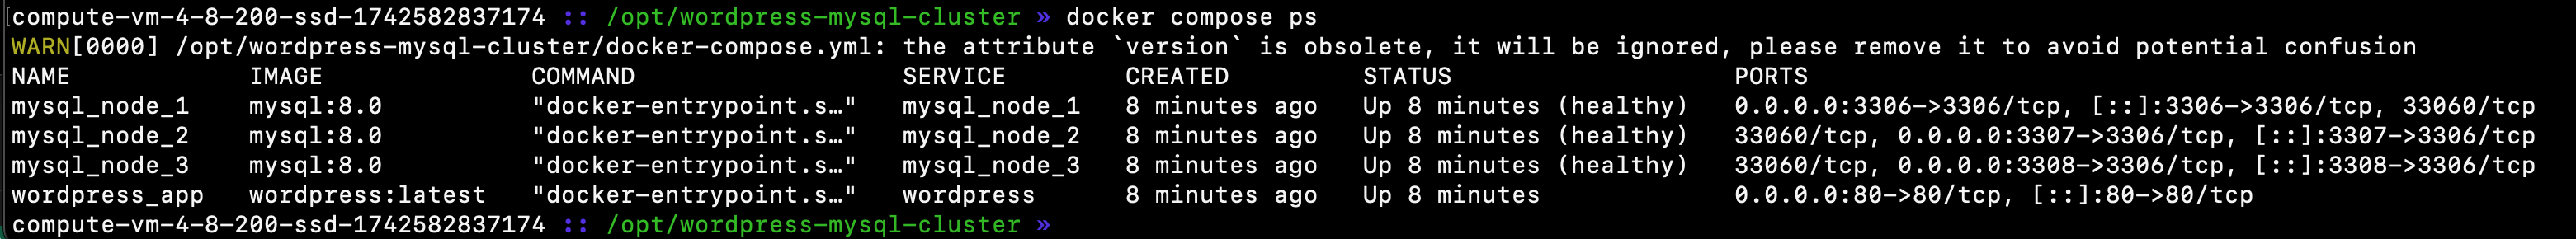 [compute-vm-4-8-200-ssd-1742582837174 :: /opt/wordpress-mysql-cluster » docker compose ps
WARN[0000] /opt/wordpress-mysql-cluster/docker-compose.yml: the attribute `version` is obsolete, it will be ignored, please remove it to avoid potential confusion
NAME IMAGE COMMAND SERVICE CREATED STATUS PORTS
mysql_node_1 mysql:8.0 "docker-entrypoint.s…" mysql_node_1 8 minutes ago Up 8 minutes (healthy) 0.0.0.0:3306->3306/tcp, [::]:3306->3306/tcp, 33060/tcp
mysql_node_2 mysql:8.0 "docker-entrypoint.s…" mysql_node_2 8 minutes ago Up 8 minutes (healthy) 33060/tcp, 0.0.0.0:3307->3306/tcp, [::]:3307->3306/tcp
mysql_node_3 mysql:8.0 "docker-entrypoint.s…" mysql_node_3 8 minutes ago Up 8 minutes (healthy) 33060/tcp, 0.0.0.0:3308->3306/tcp, [::]:3308->3306/tcp
wordpress_app wordpress:latest "docker-entrypoint.s…" wordpress 8 minutes ago Up 8 minutes 0.0.0.0:80->80/tcp, [::]:80->80/tcp
compute-vm-4-8-200-ssd-1742582837174 :: /opt/wordpress-mysql-cluster »